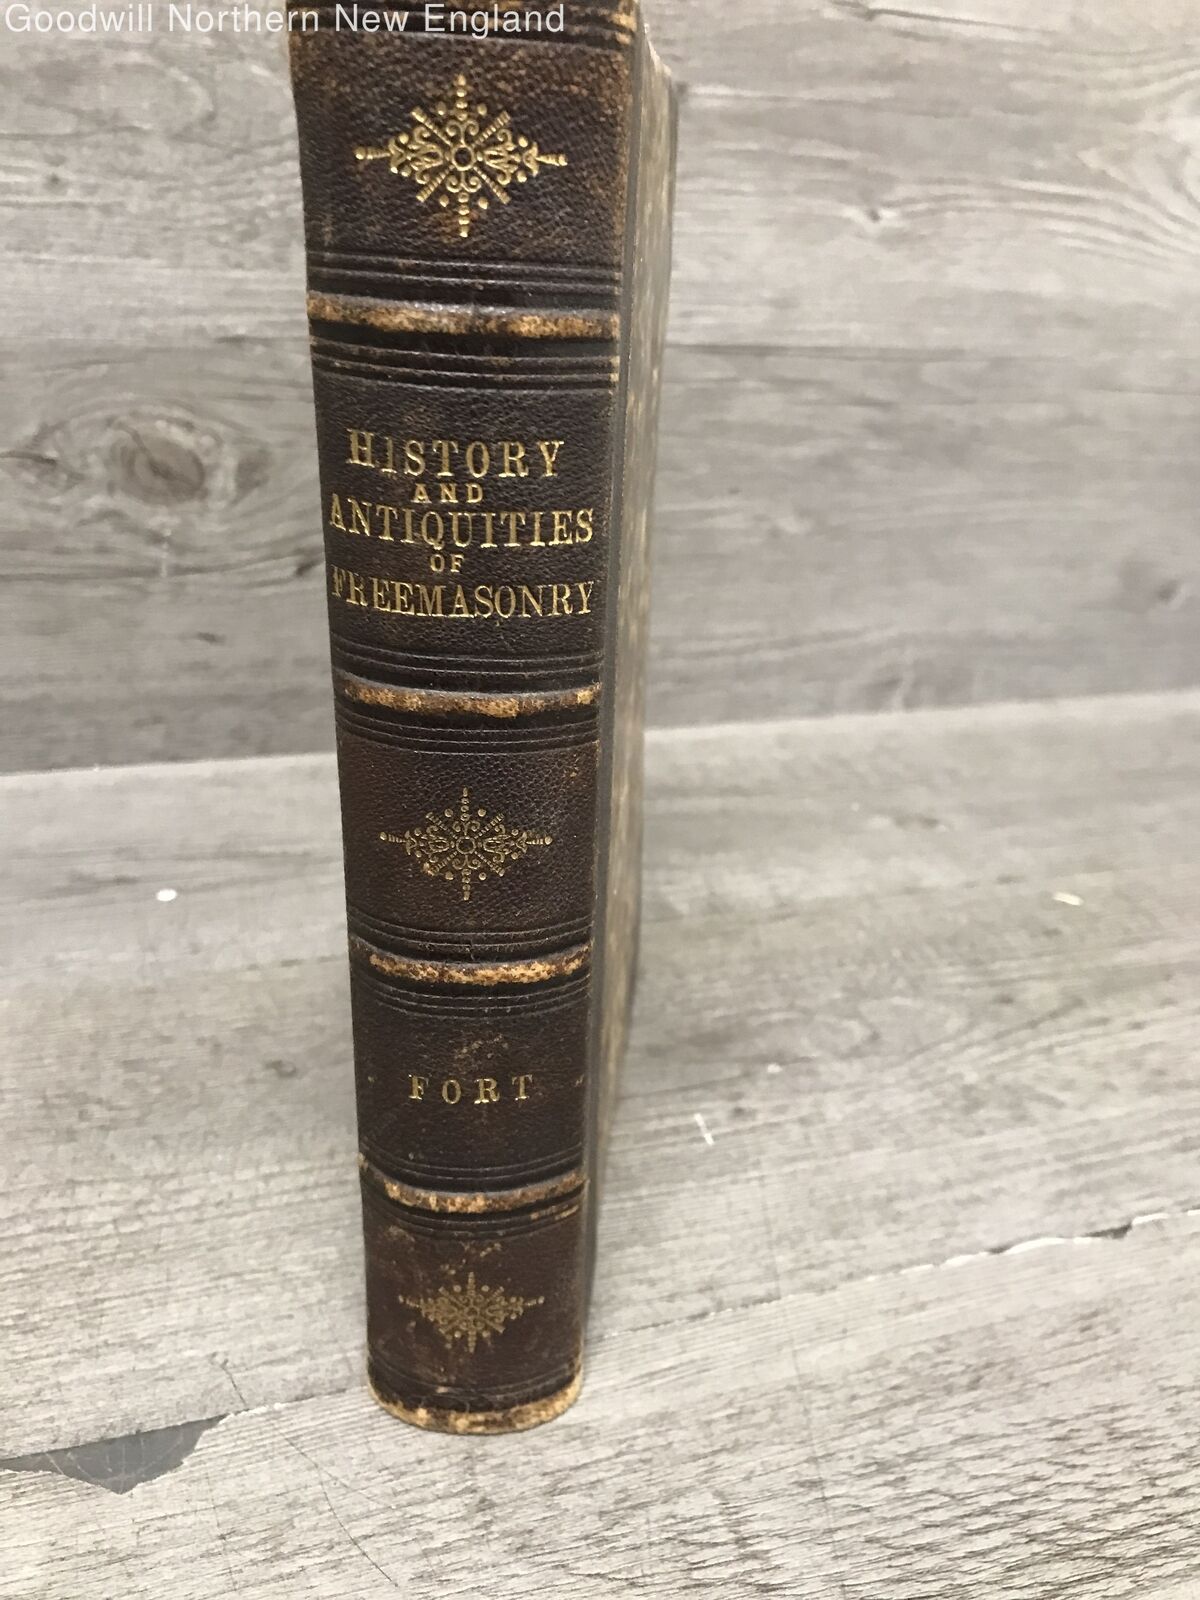 Goodwill Northern New England
HISTORY
AND
ANTIQUITIES
OF
FREEMASONRY
FORT